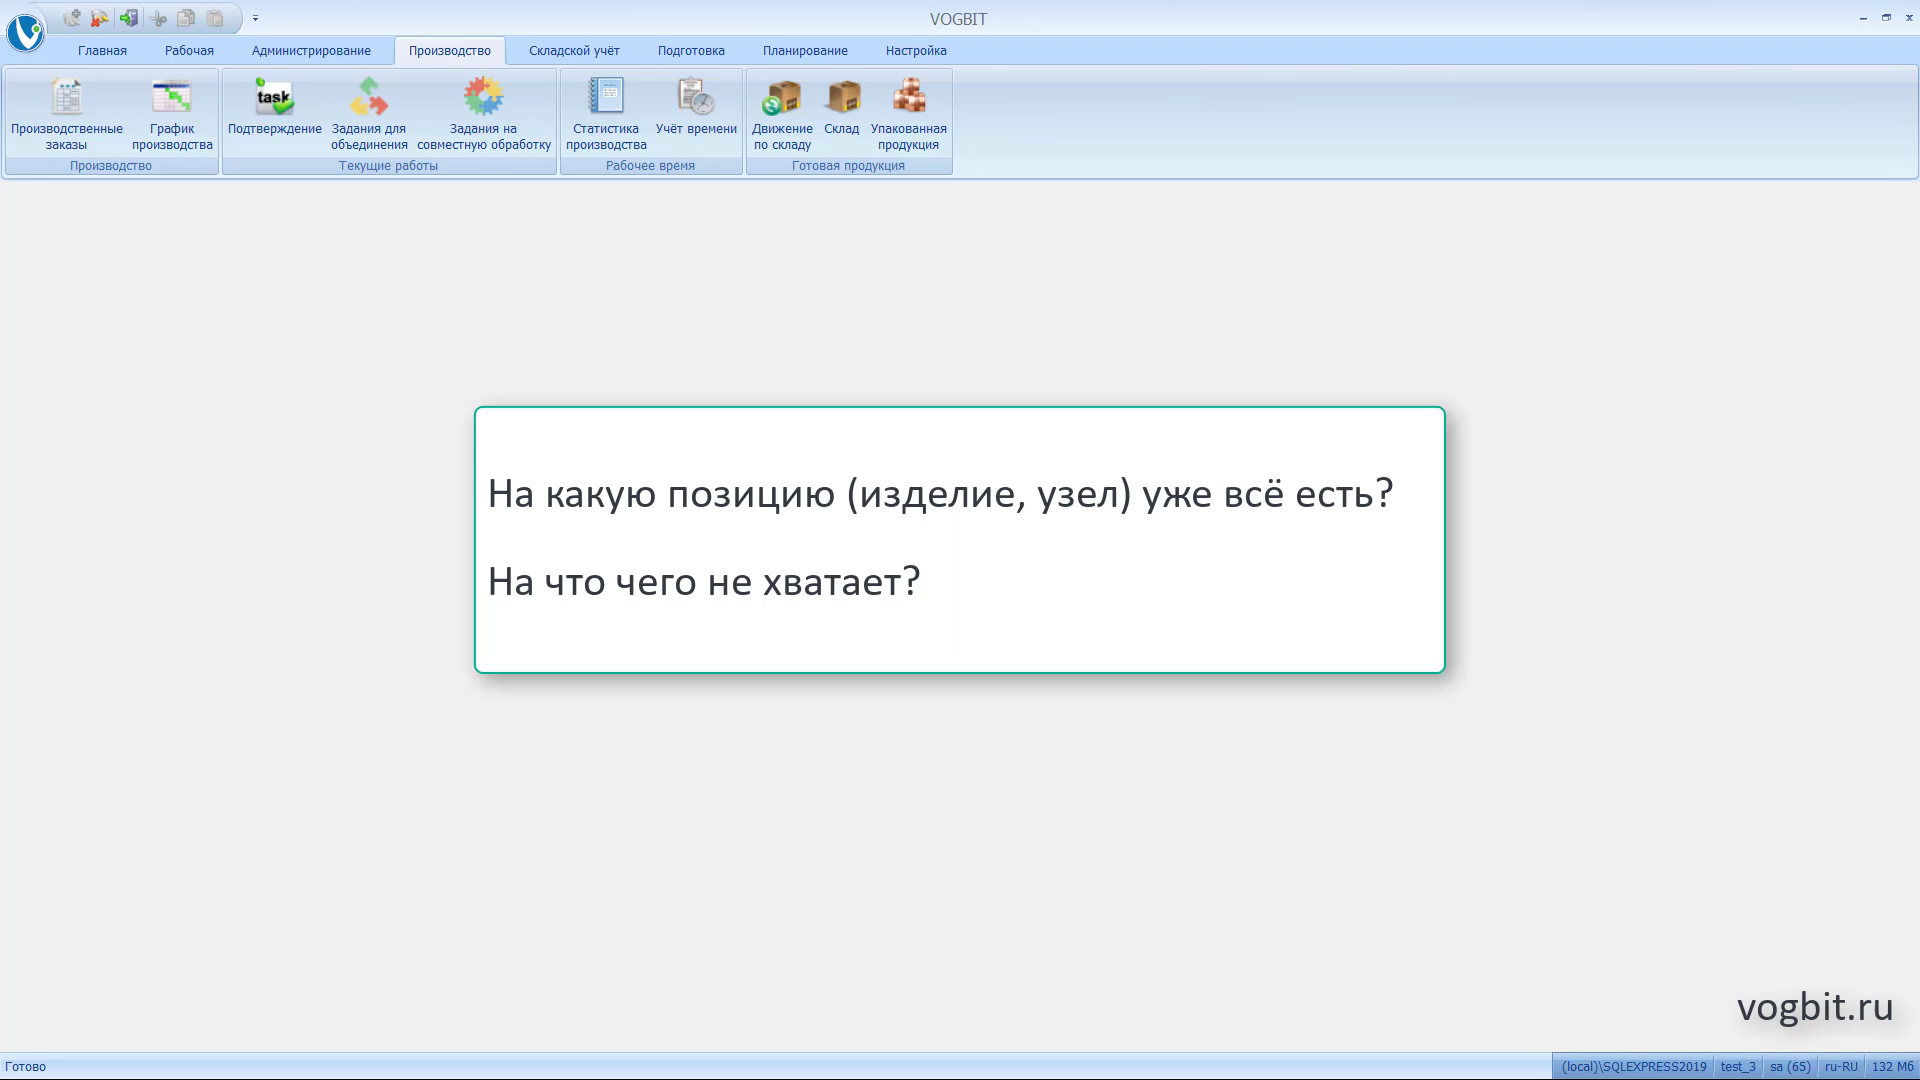 VOGBIT
Главная Рабочая Администрирование Производство Складской учёт Подготовка Планирование Настройка
Производственные заказы
График производства
Производство
task
Подтверждение
Задания для объединения
Задания на совместную обработку
Текущие работы
Статистика производства
Учёт времени
Рабочее время
Движение по складу
Склад
Упакованная продукция
Готовая продукция
На какую позицию (изделие, узел) уже всё есть?
На что чего не хватает?
vogbit.ru
Готово
(local)\SQLEXPRESS2019 test_3 sa (65) ru-RU 132 Мб